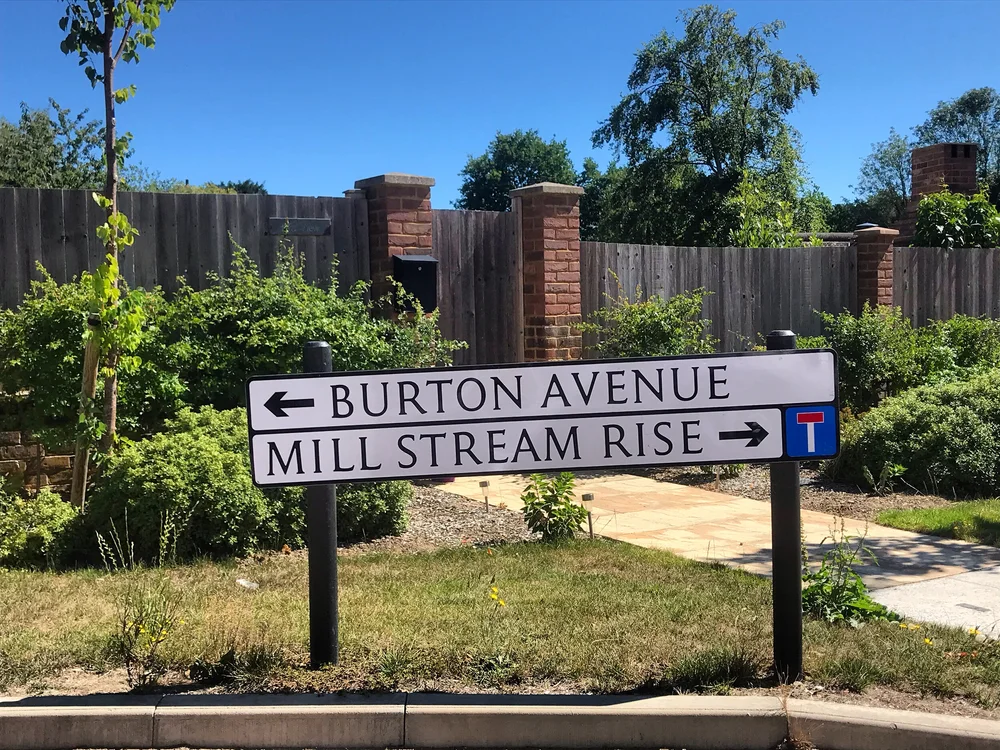 ← BURTON AVENUE
MILL STREAM RISE →